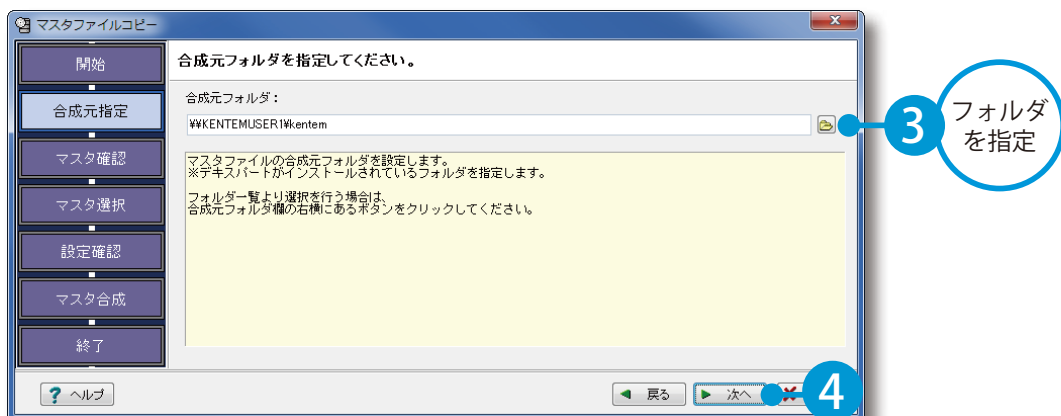 マスタファイルコピー
開始
合成元指定
マスタ確認
マスタ選択
設定確認
マスタ合成
終了
合成元フォルダを指定してください。
合成元フォルダ：
¥¥KENTEMUSER1¥kentem
マスタファイルの合成元フォルダを設定します。
※デキスパートがインストールされているフォルダを指定します。
フォルダ一覧より選択を行う場合は、
合成元フォルダ欄の右横にあるボタンをクリックしてください。
3
フォルダ
を指定
? ヘルプ
戻る
次へ
4